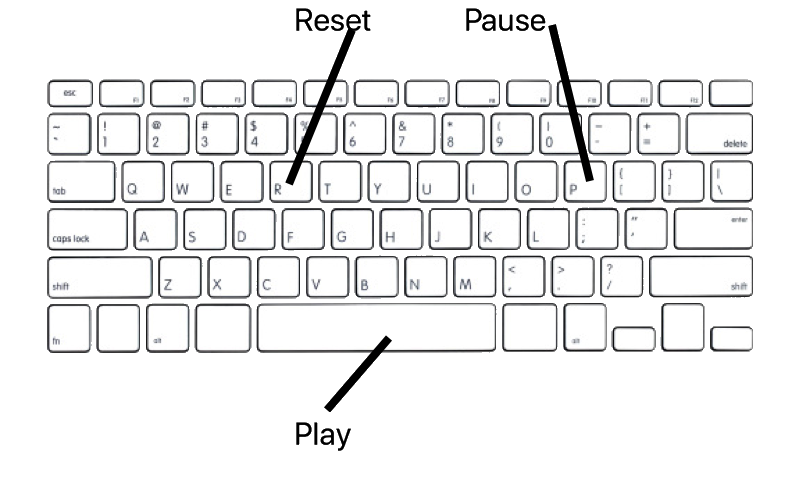 Reset Pause
esc F1 F2 F3 F4 F5 F6 F7 F8 F9 F10 F11 F12
~ ! @ # $ % ^ & * ( ) — +
` 1 2 3 4 6 7 8 9 0 - = delete
tab Q W E R T Y U I O P { [ } ] | \
caps lock A S D F G H J K L : ; " ' enter
shift Z X C V B N M < , > . ? / shift
fn alt alt
Play